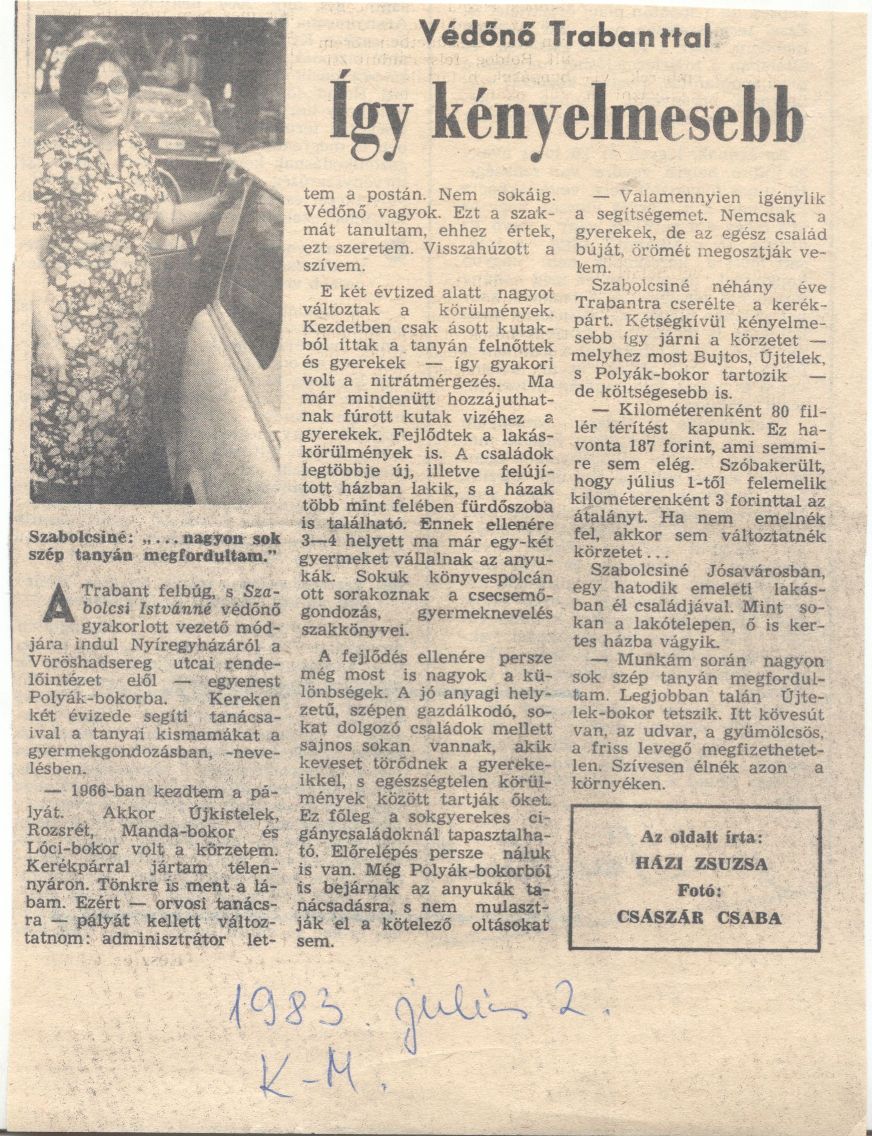 Védőnő Trabanttal
Így kényelmesebb
Szabolcsiné: „...nagyon sok
szép tanyán megfordultam."
A Trabant felbúg, s Sza-
bolcsi Istvánné védőnő
gyakorlott vezető mód-
jára indul Nyíregyházáról a
Vöröshadsereg utcai rende-
lőintézet elől — egyenest
Polyák-bokorba. Kereken
két évizede segíti tanácsa-
ival a tanyai kismamákat a
gyermekgondozásban, -neve-
lésben.
— 1966-ban kezdtem a pá-
lyát. Akkor Újkistelek,
Rozsrét, Manda-bokor és
Lóci-bokor volt a körzetem.
Kerékpárral jártam télen-
nyáron. Tönkre is ment a lá-
bam. Ezért — orvosi tanács-
ra — pályát kellett változ-
tatnom: adminisztrátor let-
tem a postán. Nem sokáig.
Védőnő vagyok. Ezt a szak-
mát tanultam, ehhez értek,
ezt szeretem. Visszahúzott a
szívem.
E két évtized alatt nagyot
változtak a körülmények.
Kezdetben csak ásott kutak-
ból ittak a tanyán felnőttek
és gyerekek — így gyakori
volt a nitrátmérgezés. Ma
már mindenütt hozzájuthat-
nak fúrott kutak vizéhez a
gyerekek. Fejlődtek a lakás-
körülmények is. A családok
legtöbbje új, illetve felújí-
tott házban lakik, s a házak
több mint felében fürdőszoba
is található. Ennek ellenére
3—4 helyett ma már egy-két
gyermeket vállalnak az anyu-
kák. Sokuk könyvespolcán
ott sorakoznak a csecsemő-
gondozás, gyermeknevelés
szakkönyvei.
A fejlődés ellenére persze
még most is nagyok a kü-
lönbségek. A jó anyagi hely-
zetű, szépen gazdálkodó, so-
kat dolgozó családok mellett
sajnos sokan vannak, akik
keveset törődnek a gyereke-
ikkel, s egészségtelen körül-
mények között tartják őket.
Ez főleg a sokgyerekes ci-
gánycsaládoknál tapasztalha-
tó. Előrelépés persze náluk
is van. Még Polyák-bokorból
is bejárnak az anyukák ta-
nácsadásra, s nem mulaszt-
ják el a kötelező oltásokat
sem.
— Valamennyien igénylik
a segítségemet. Nemcsak a
gyerekek, de az egész család
búját, örömét megosztják ve-
lem.
Szabolcsiné néhány éve
Trabantra cserélte a kerék-
párt. Kétségkívül kényelme-
sebb így járni a körzetet —
melyhez most Bujtos, Újtelek,
s Polyák-bokor tartozik —
de költségesebb is.
— Kilométerenként 80 fil-
lér térítést kapunk. Ez ha-
vonta 187 forint, ami semmi-
re sem elég. Szóbakerült,
hogy július 1-től felemelik
kilométerenként 3 forinttal az
átalányt. Ha nem emelnék
fel, akkor sem változtatnék
körzetet...
Szabolcsiné Jósavárosban,
egy hatodik emeleti lakás-
ban él családjával. Mint so-
kan a lakótelepen, ő is ker-
tes házba vágyik.
— Munkám során nagyon
sok szép tanyán megfordul-
tam. Legjobban talán Újte-
lek-bokor tetszik. Itt kövesút
van, az udvar, a gyümölcsös,
a friss levegő megfizethetet-
len. Szívesen élnék azon a
környéken.
Az oldalt írta:
HÁZI ZSUZSA
Fotó:
CSÁSZÁR CSABA
1983. július 2.
K-M.